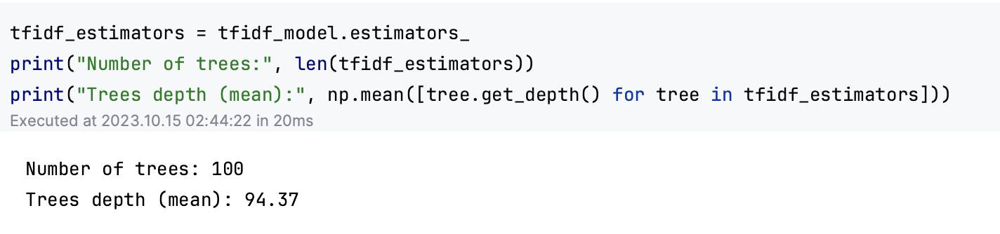 tfidf_estimators = tfidf_model.estimators_
print("Number of trees:", len(tfidf_estimators))
print("Trees depth (mean):", np.mean([tree.get_depth() for tree in tfidf_estimators]))
Executed at 2023.10.15 02:44:22 in 20ms
Number of trees: 100
Trees depth (mean): 94.37